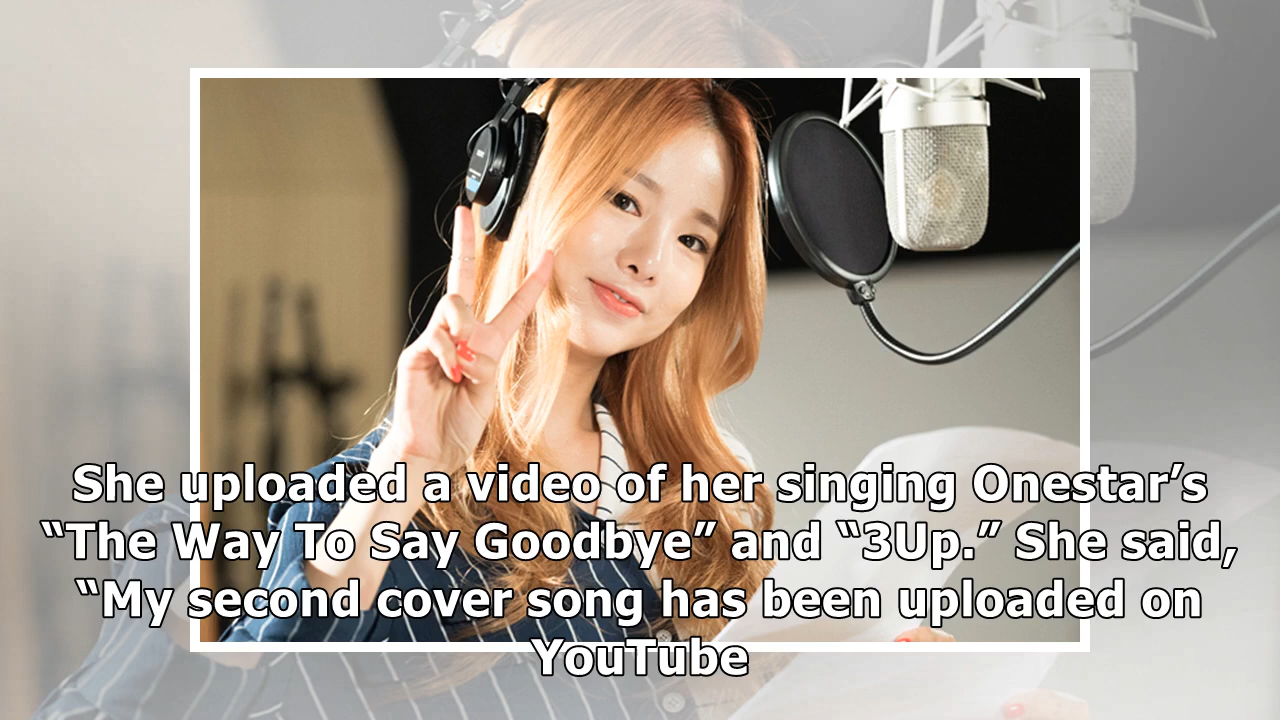 She uploaded a video of her singing Onestar’s
“The Way To Say Goodbye” and “3Up.” She said,
“My second cover song has been uploaded on
YouTube